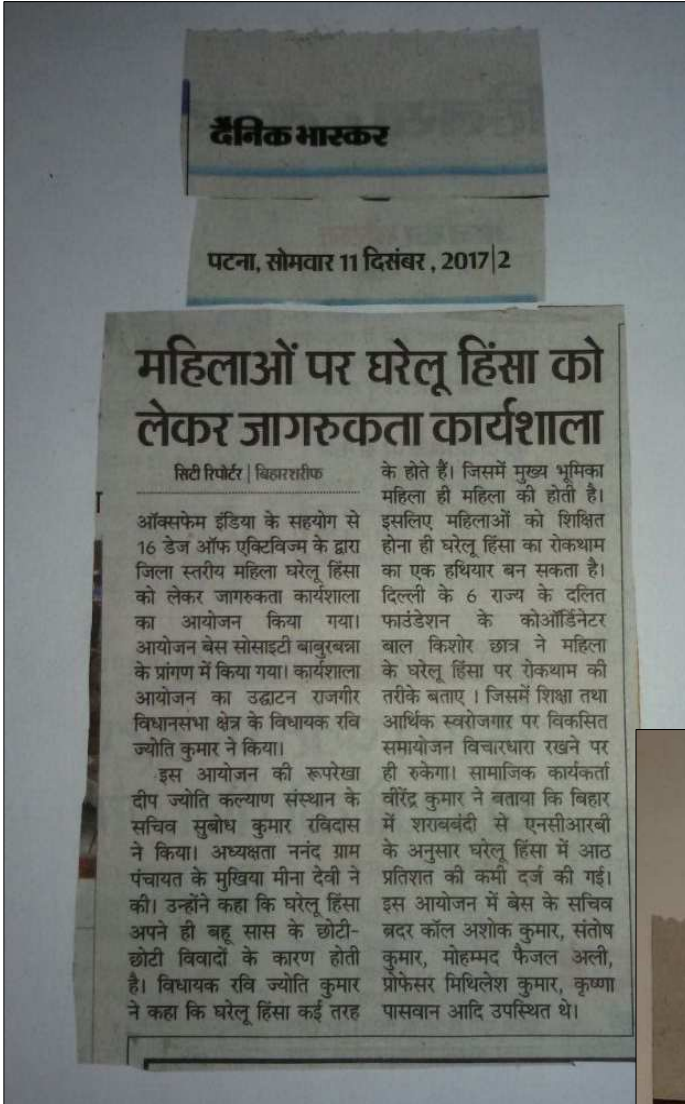 दैनिक भास्कर
पटना, सोमवार 11 दिसंबर, 2017|2
महिलाओं पर घरेलू हिंसा को
लेकर जागरुकता कार्यशाला
सिटी रिपोर्टर | बिहारशरीफ
ऑक्सफेम इंडिया के सहयोग से
16 डेज ऑफ एक्टिविज्म के द्वारा
जिला स्तरीय महिला घरेलू हिंसा
को लेकर जागरुकता कार्यशाला
का आयोजन किया गया।
आयोजन बेस सोसाइटी बाबुरबन्ना
के प्रांगण में किया गया। कार्यशाला
आयोजन का उद्घाटन राजगीर
विधानसभा क्षेत्र के विधायक रवि
ज्योति कुमार ने किया।
इस आयोजन की रूपरेखा
दीप ज्योति कल्याण संस्थान के
सचिव सुबोध कुमार रविदास
ने किया। अध्यक्षता ननंद ग्राम
पंचायत के मुखिया मीना देवी ने
की। उन्होंने कहा कि घरेलू हिंसा
अपने ही बहू सास के छोटी-
छोटी विवादों के कारण होती
है। विधायक रवि ज्योति कुमार
ने कहा कि घरेलू हिंसा कई तरह
के होते हैं। जिसमें मुख्य भूमिका
महिला ही महिला की होती है।
इसलिए महिलाओं को शिक्षित
होना ही घरेलू हिंसा का रोकथाम
का एक हथियार बन सकता है।
दिल्ली के 6 राज्य के दलित
फाउंडेशन के कोऑर्डिनेटर
बाल किशोर छात्र ने महिला
के घरेलू हिंसा पर रोकथाम की
तरीके बताए । जिसमें शिक्षा तथा
आर्थिक स्वरोजगार पर विकसित
समायोजन विचारधारा रखने पर
ही रुकेगा। सामाजिक कार्यकर्ता
वीरेंद्र कुमार ने बताया कि बिहार
में शराबबंदी से एनसीआरबी
के अनुसार घरेलू हिंसा में आठ
प्रतिशत की कमी दर्ज की गई।
इस आयोजन में बेस के सचिव
ब्रदर कॉल अशोक कुमार, संतोष
कुमार, मोहम्मद फैजल अली,
प्रोफेसर मिथिलेश कुमार, कृष्णा
पासवान आदि उपस्थित थे।